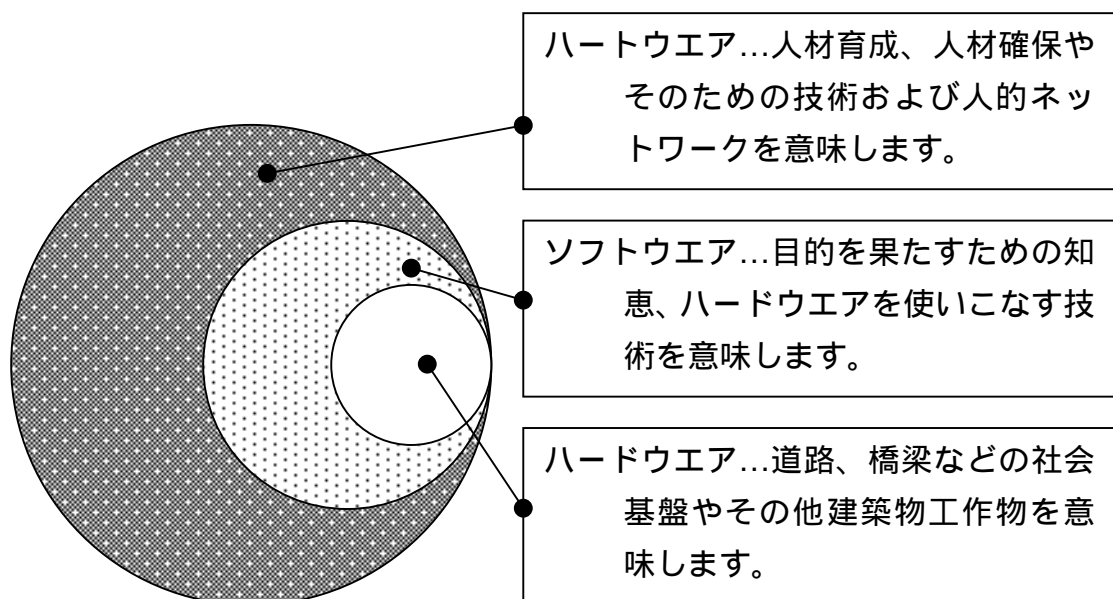 ハートウエア…人材育成、人材確保や
そのための技術および人的ネッ
トワークを意味します。
ソフトウエア…目的を果たすための知
恵、ハードウエアを使いこなす技
術を意味します。
ハードウエア…道路、橋梁などの社会
基盤やその他建築物工作物を意
味します。